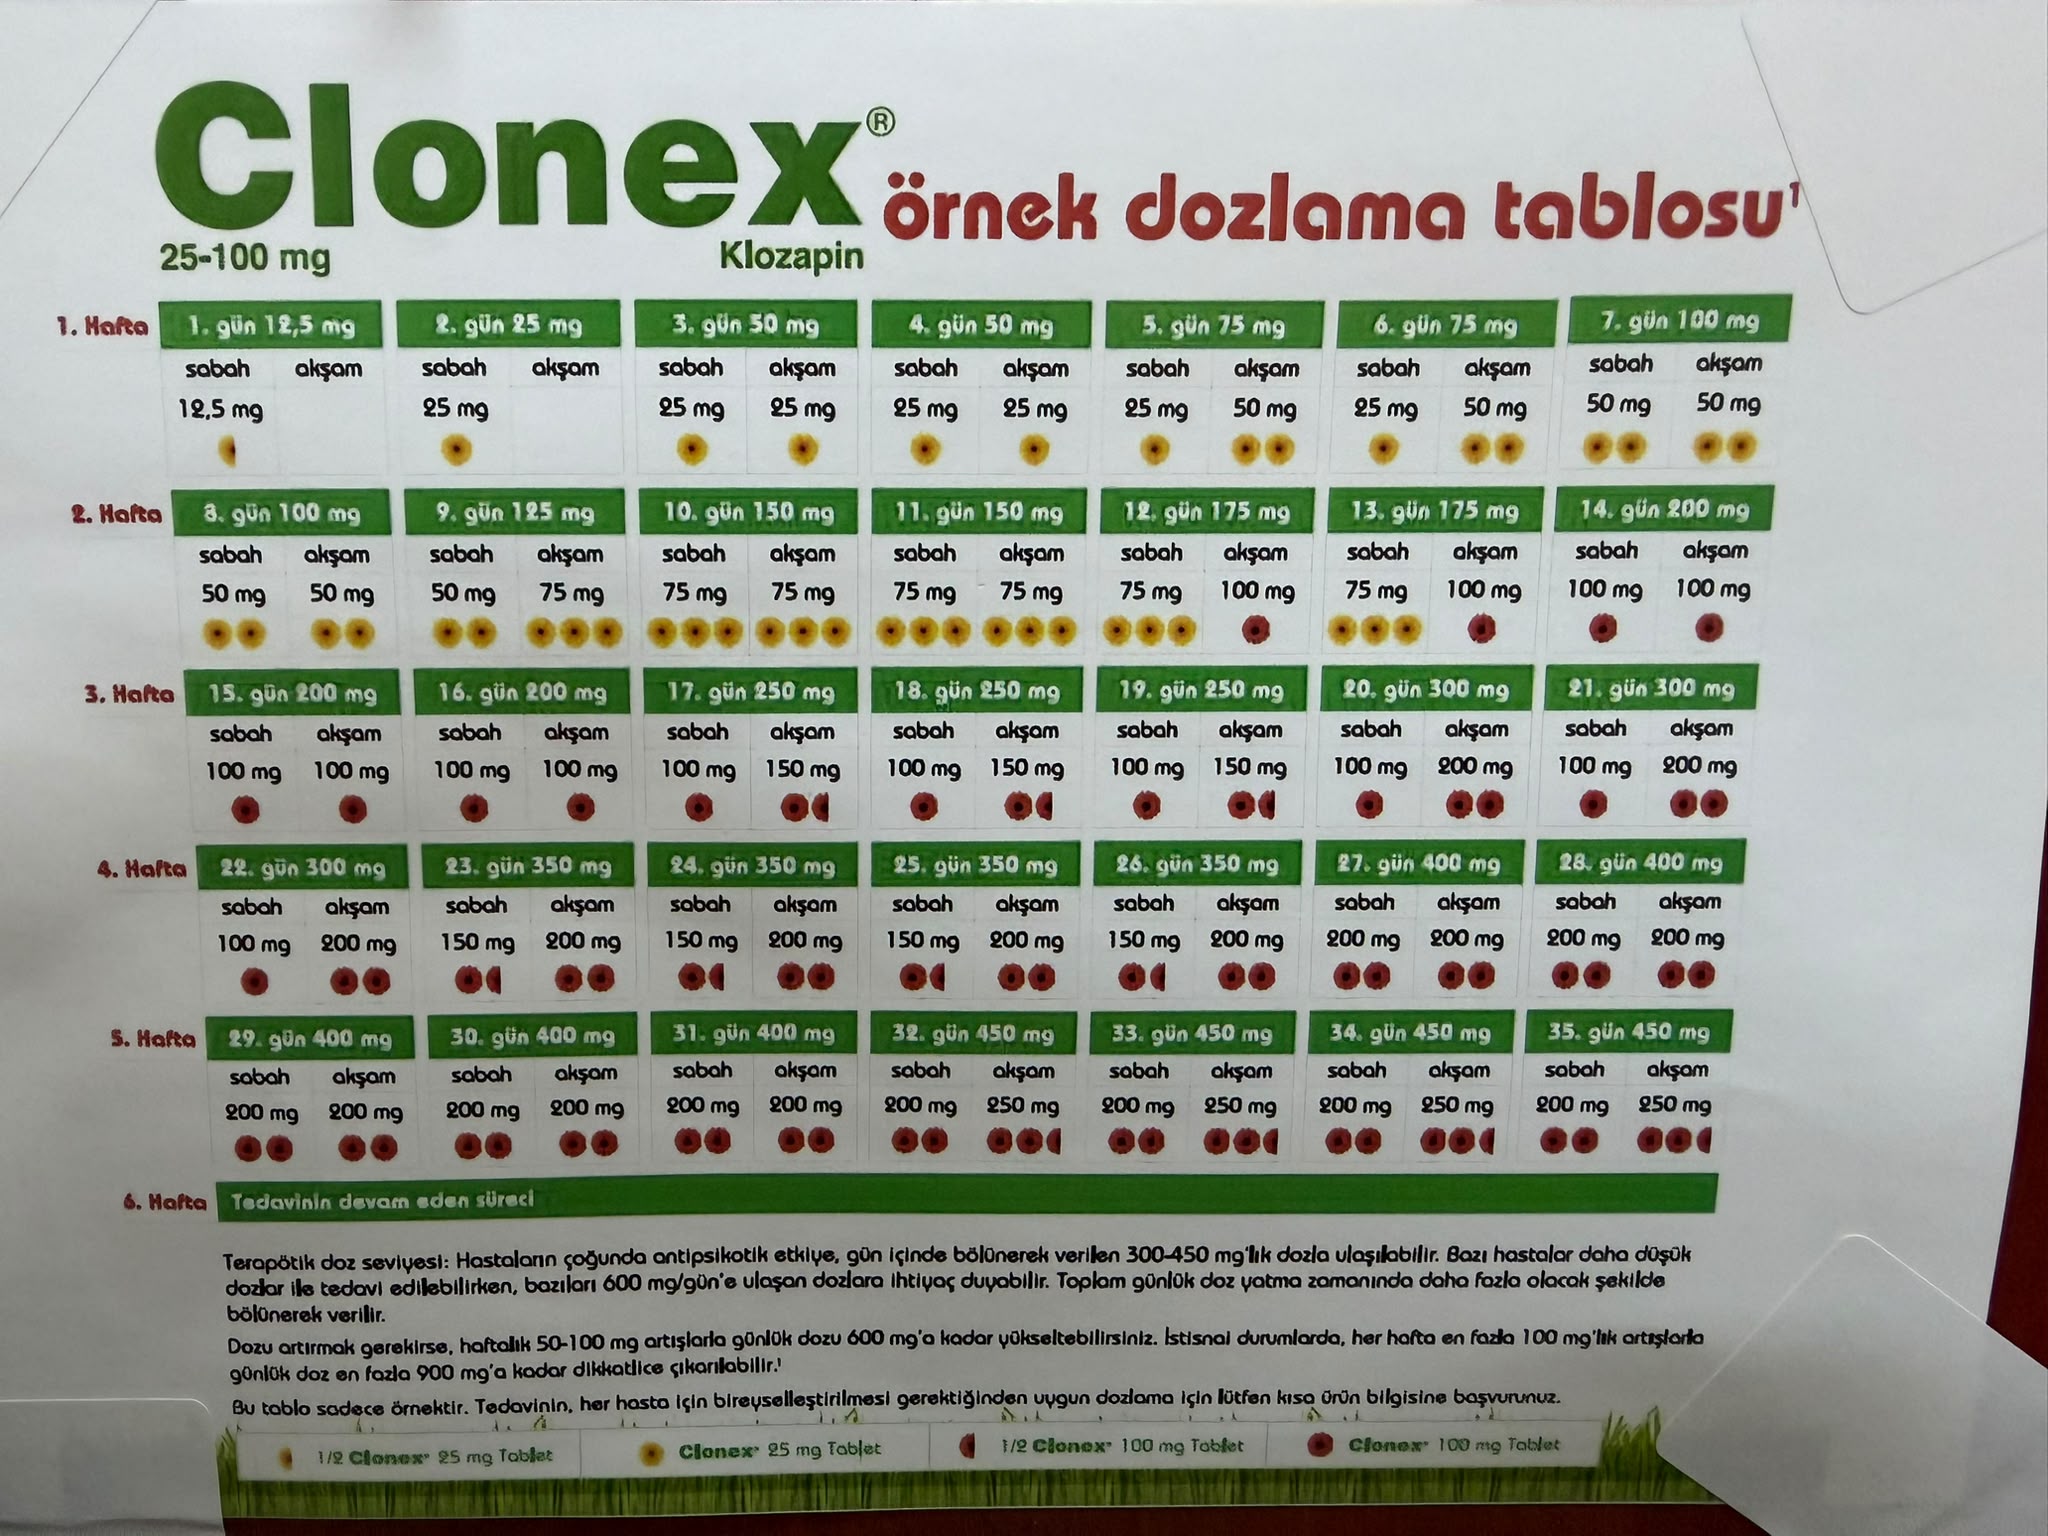 Clonex® örnek dozlama tablosu¹
25-100 mg Klozapin
1. Hafta 1. gün 12,5 mg 2. gün 25 mg 3. gün 50 mg 4. gün 50 mg 5. gün 75 mg 6. gün 75 mg 7. gün 100 mg
sabah akşam sabah akşam sabah akşam sabah akşam sabah akşam sabah akşam sabah akşam
12,5 mg 25 mg 25 mg 25 mg 25 mg 25 mg 25 mg 50 mg 25 mg 50 mg 50 mg 50 mg
2. Hafta 8. gün 100 mg 9. gün 125 mg 10. gün 150 mg 11. gün 150 mg 12. gün 175 mg 13. gün 175 mg 14. gün 200 mg
sabah akşam sabah akşam sabah akşam sabah akşam sabah akşam sabah akşam sabah akşam
50 mg 50 mg 50 mg 75 mg 75 mg 75 mg 75 mg 75 mg 75 mg 100 mg 75 mg 100 mg 100 mg 100 mg
3. Hafta 15. gün 200 mg 16. gün 200 mg 17. gün 250 mg 18. gün 250 mg 19. gün 250 mg 20. gün 300 mg 21. gün 300 mg
sabah akşam sabah akşam sabah akşam sabah akşam sabah akşam sabah akşam sabah akşam
100 mg 100 mg 100 mg 100 mg 100 mg 150 mg 100 mg 150 mg 100 mg 150 mg 100 mg 200 mg 100 mg 200 mg
4. Hafta 22. gün 300 mg 23. gün 350 mg 24. gün 350 mg 25. gün 350 mg 26. gün 350 mg 27. gün 400 mg 28. gün 400 mg
sabah akşam sabah akşam sabah akşam sabah akşam sabah akşam sabah akşam sabah akşam
100 mg 200 mg 150 mg 200 mg 150 mg 200 mg 150 mg 200 mg 150 mg 200 mg 200 mg 200 mg 200 mg 200 mg
5. Hafta 29. gün 400 mg 30. gün 400 mg 31. gün 400 mg 32. gün 450 mg 33. gün 450 mg 34. gün 450 mg 35. gün 450 mg
sabah akşam sabah akşam sabah akşam sabah akşam sabah akşam sabah akşam sabah akşam
200 mg 200 mg 200 mg 200 mg 200 mg 200 mg 200 mg 250 mg 200 mg 250 mg 200 mg 250 mg 200 mg 250 mg
6. Hafta Tedavinin devam eden süreci
Terapötik doz seviyesi: Hastaların çoğunda antipsikotik etkiye, gün içinde bölünerek verilen 300-450 mg'lık dozla ulaşılabilir. Bazı hastalar daha düşük
dozlar ile tedavi edilebilirken, bazıları 600 mg/gün'e ulaşan dozlara ihtiyaç duyabilir. Toplam günlük doz yatma zamanında daha fazla olacak şekilde
bölünerek verilir.
Dozu artırmak gerekirse, haftalık 50-100 mg artışlarla günlük dozu 600 mg'a kadar yükseltebilirsiniz. İstisnai durumlarda, her hafta en fazla 100 mg'lık artışlarla
günlük doz en fazla 900 mg'a kadar dikkatlice çıkarılabilir.¹
Bu tablo sadece örnektir. Tedavinin, her hasta için bireyselleştirilmesi gerektiğinden uygun dozlama için lütfen kısa ürün bilgisine başvurunuz.
1/2 Clonex® 25 mg Tablet Clonex® 25 mg Tablet 1/2 Clonex® 100 mg Tablet Clonex® 100 mg Tablet